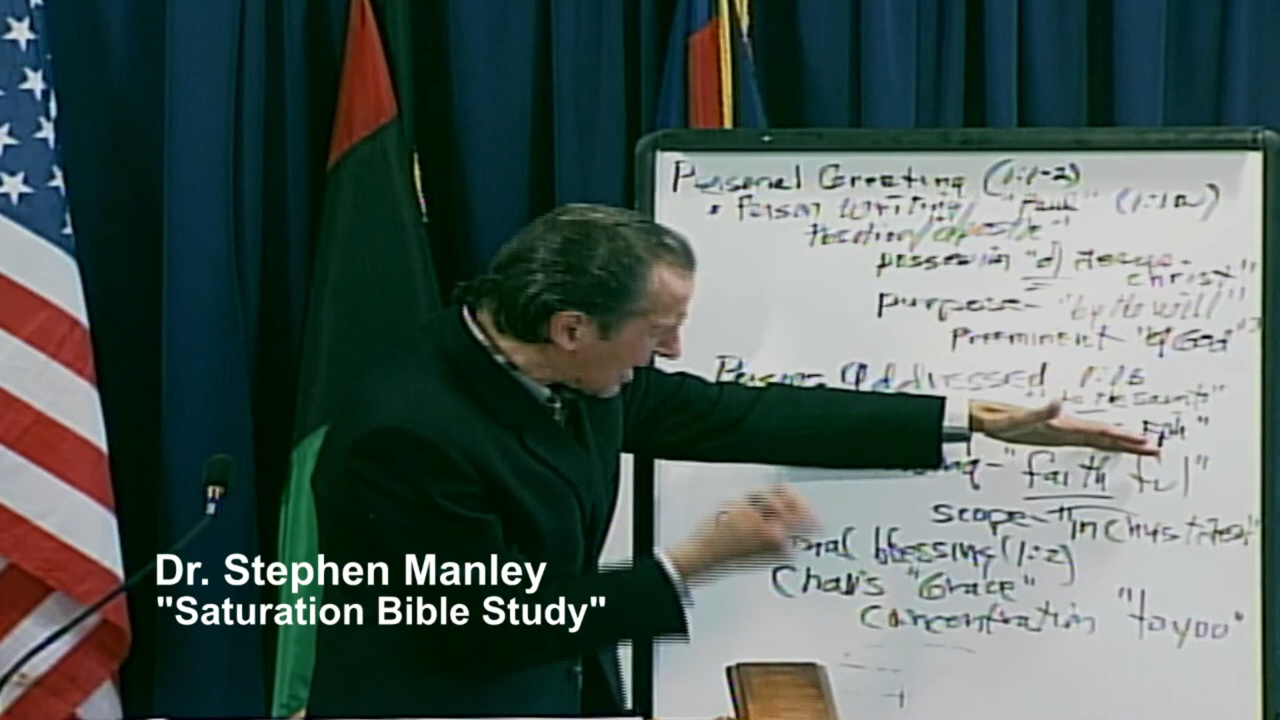 Personal Greeting (1:1-2)
Person Writing "Paul" (1:1a)
Position/apostle"
possession "of Jesus
Christ"
purpose- "by the will"
Preeminent "of God"
Addressed 1:1b
"to the saints"
Eph"
"faithful"
scope- "in Christ Jesus"
blessing (1:2)
"Grace"
Concentration "to you"
Dr. Stephen Manley
"Saturation Bible Study"